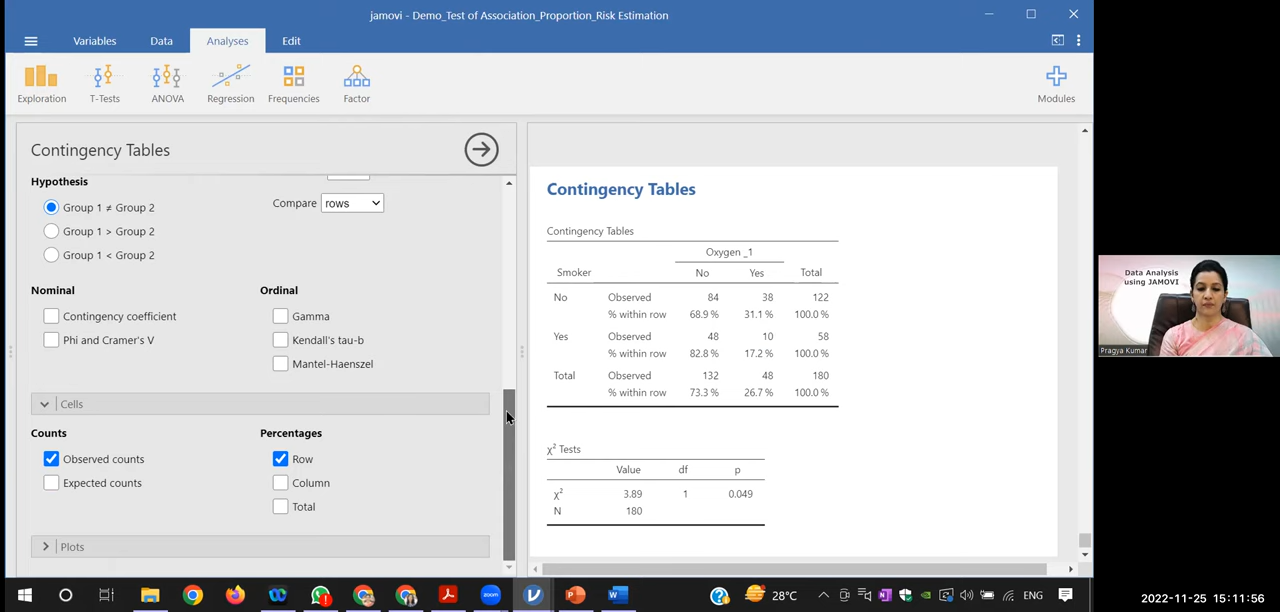 jamovi - Demo_Test of Association_Proportion_Risk Estimation
Variables Data Analyses Edit
Exploration T-Tests ANOVA Regression Frequencies Factor Modules
Contingency Tables
Hypothesis
Group 1 ≠ Group 2
Group 1 > Group 2
Group 1 < Group 2
Compare rows
Nominal Ordinal
Contingency coefficient Gamma
Phi and Cramer's V Kendall's tau-b
Mantel-Haenszel
Cells
Counts Percentages
Observed counts Row
Expected counts Column
Total
Plots
Contingency Tables
Contingency Tables
Oxygen _1
Smoker No Yes Total
No Observed 84 38 122
% within row 68.9 % 31.1 % 100.0 %
Yes Observed 48 10 58
% within row 82.8 % 17.2 % 100.0 %
Total Observed 132 48 180
% within row 73.3 % 26.7 % 100.0 %
χ² Tests
Value df p
χ² 3.89 1 0.049
N 180
Data Analysis
using JAMOVI
Pragya Kumar
28°C ENG
2022-11-25 15:11:56